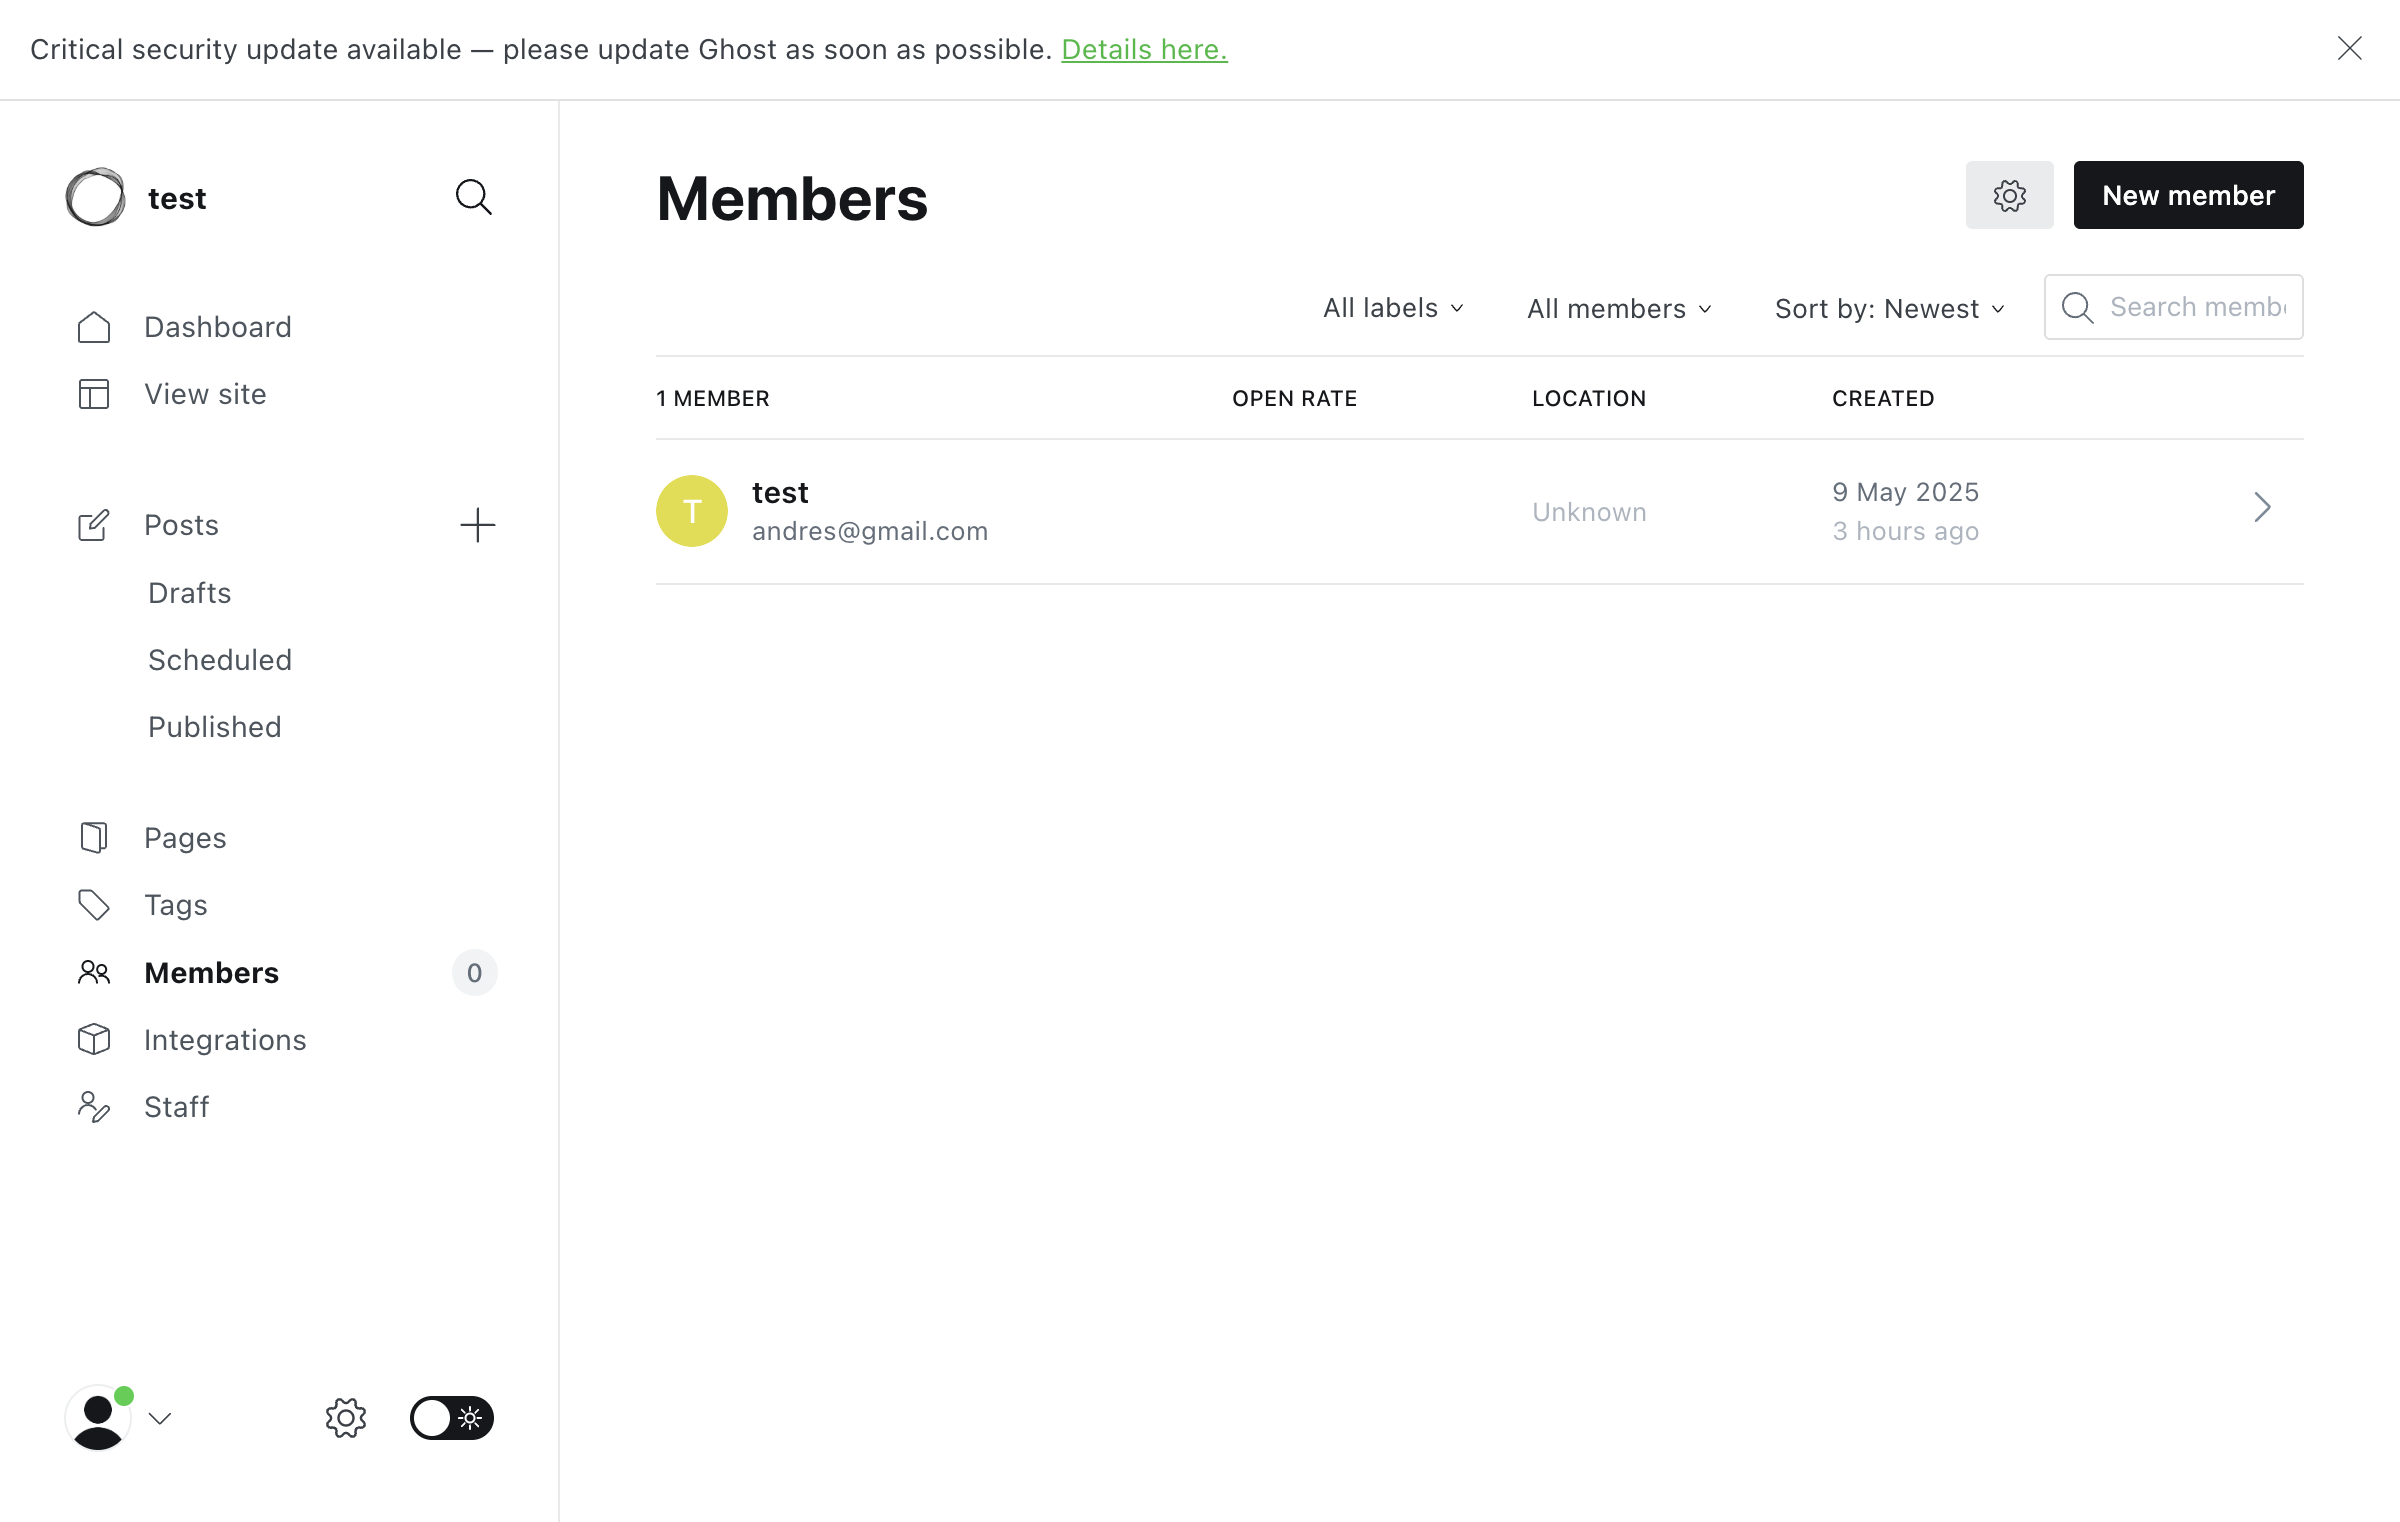 Critical security update available — please update Ghost as soon as possible. Details here.
test
Dashboard
View site
Posts
Drafts
Scheduled
Published
Pages
Tags
Members 0
Integrations
Staff
Members
New member
All labels All members Sort by: Newest Search memb
1 MEMBER OPEN RATE LOCATION CREATED
T
test
andres@gmail.com
Unknown
9 May 2025
3 hours ago